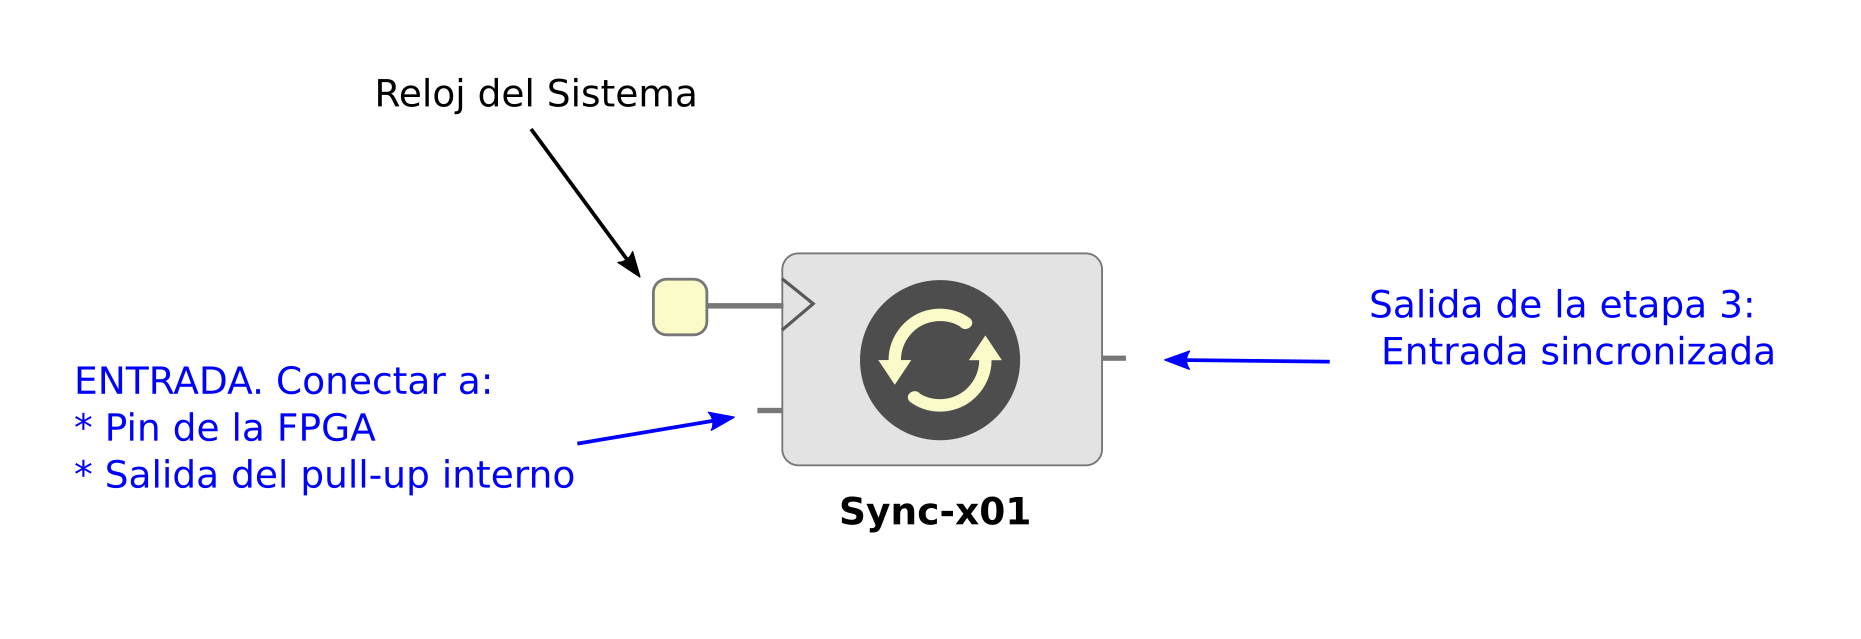 Reloj del Sistema
ENTRADA. Conectar a:
* Pin de la FPGA
* Salida del pull-up interno
Sync-x01
Salida de la etapa 3:
Entrada sincronizada